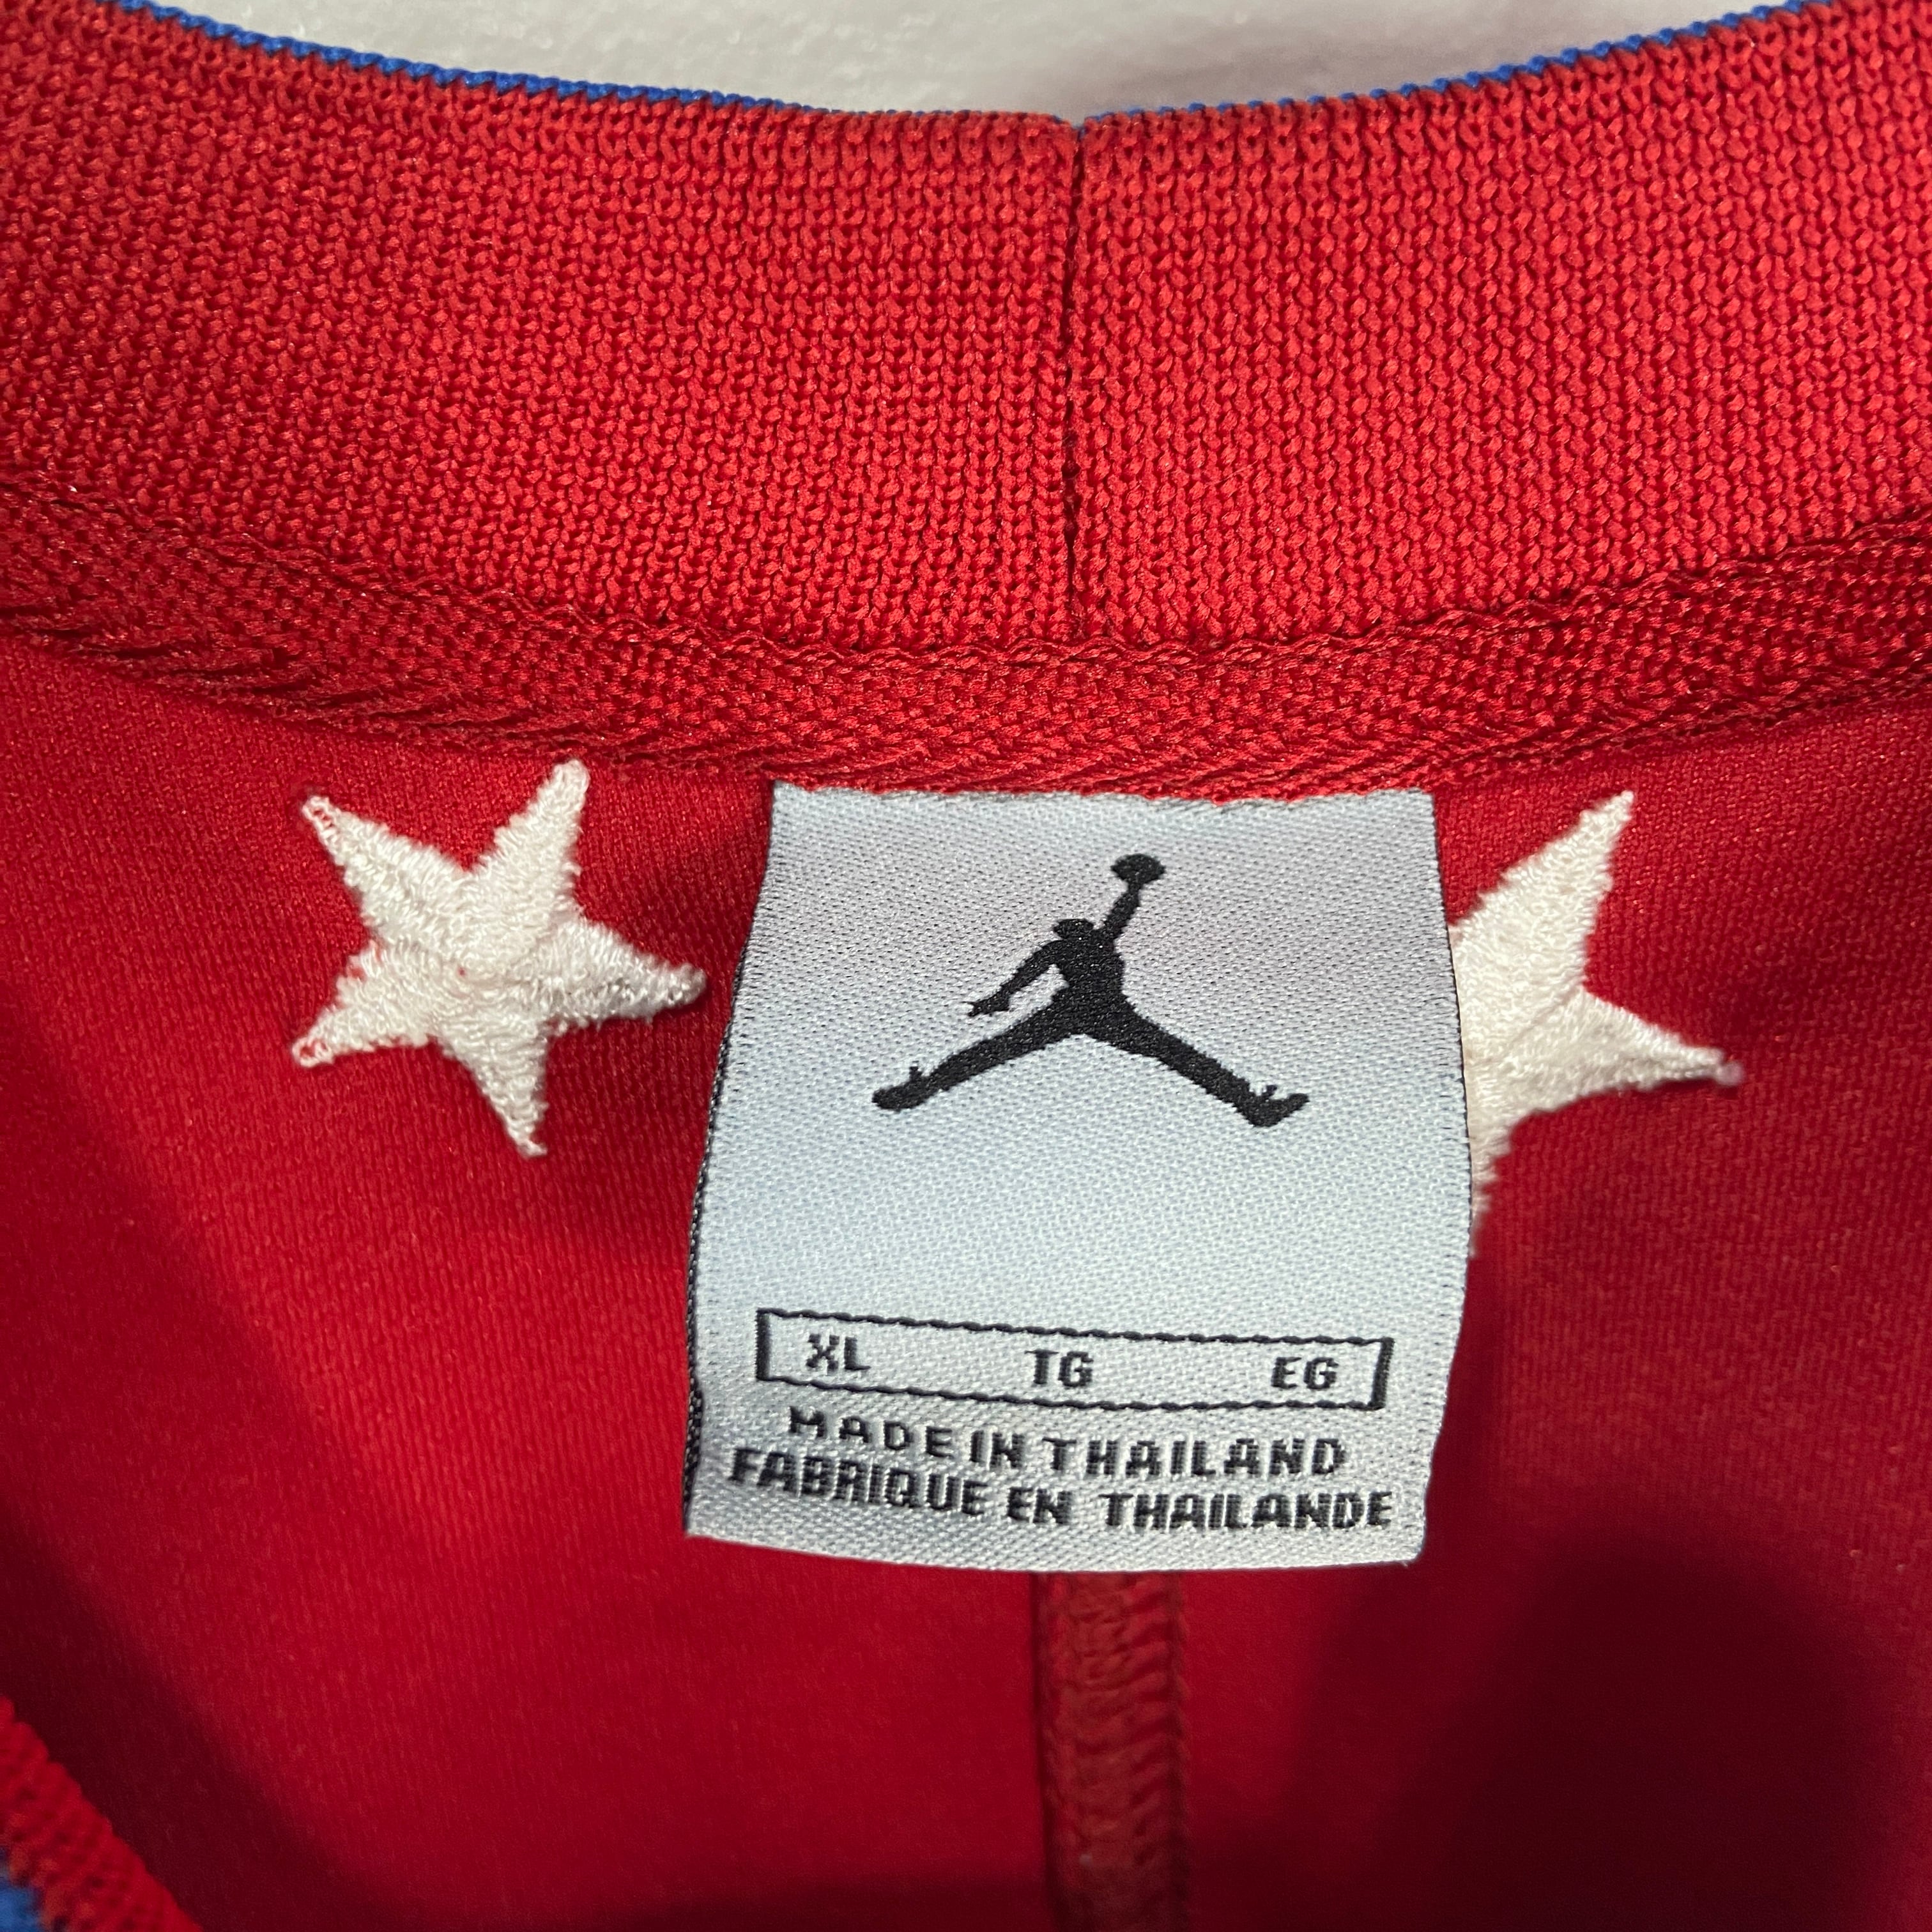 XL TG EG
MADE IN THAILAND
FABRIQUE EN THAILANDE